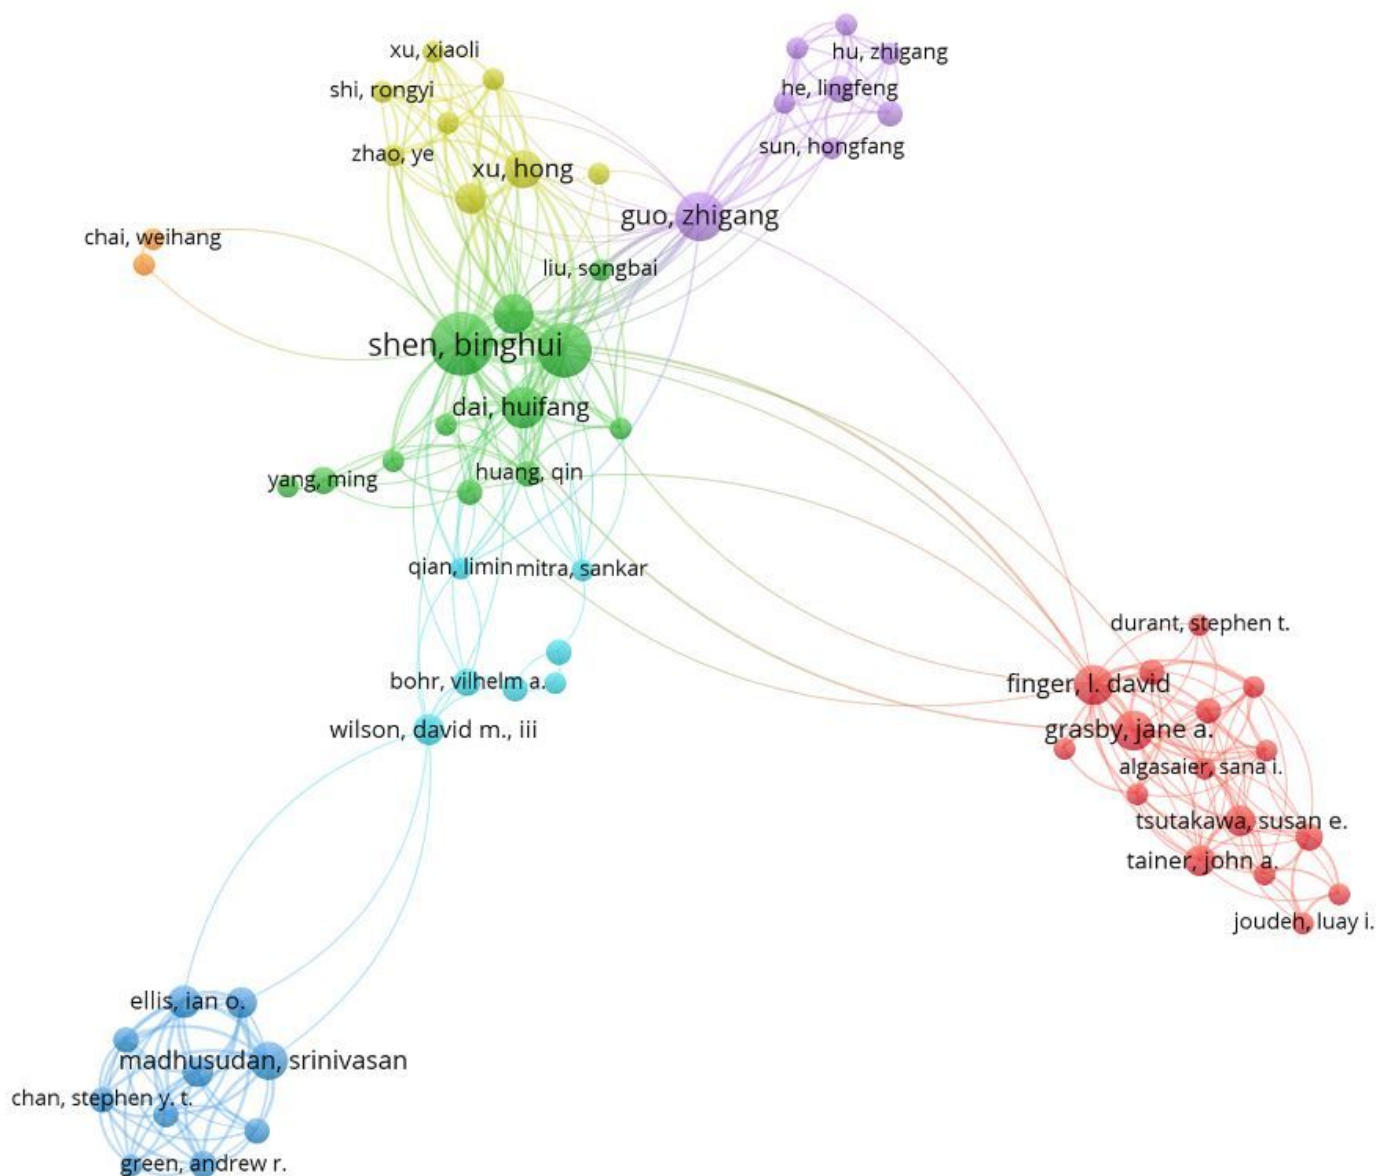 xu, xiaoli
hu, zhigang
shi, rongyi
he, lingfeng
zhao, ye
sun, hongfang
xu, hong
guo, zhigang
chai, weihang
liu, songbai
shen, binghui
dai, huifang
huang, qin
yang, ming
qian, limin
mitra, sankar
durant, stephen t.
bohr, vilhelm a.
finger, l. david
wilson, david m., iii
grasby, jane a.
algasaier, sana i.
tsutakawa, susan e.
tainer, john a.
joudeh, luay i.
ellis, ian o.
madhusudan, srinivasan
chan, stephen y. t.
green, andrew r.